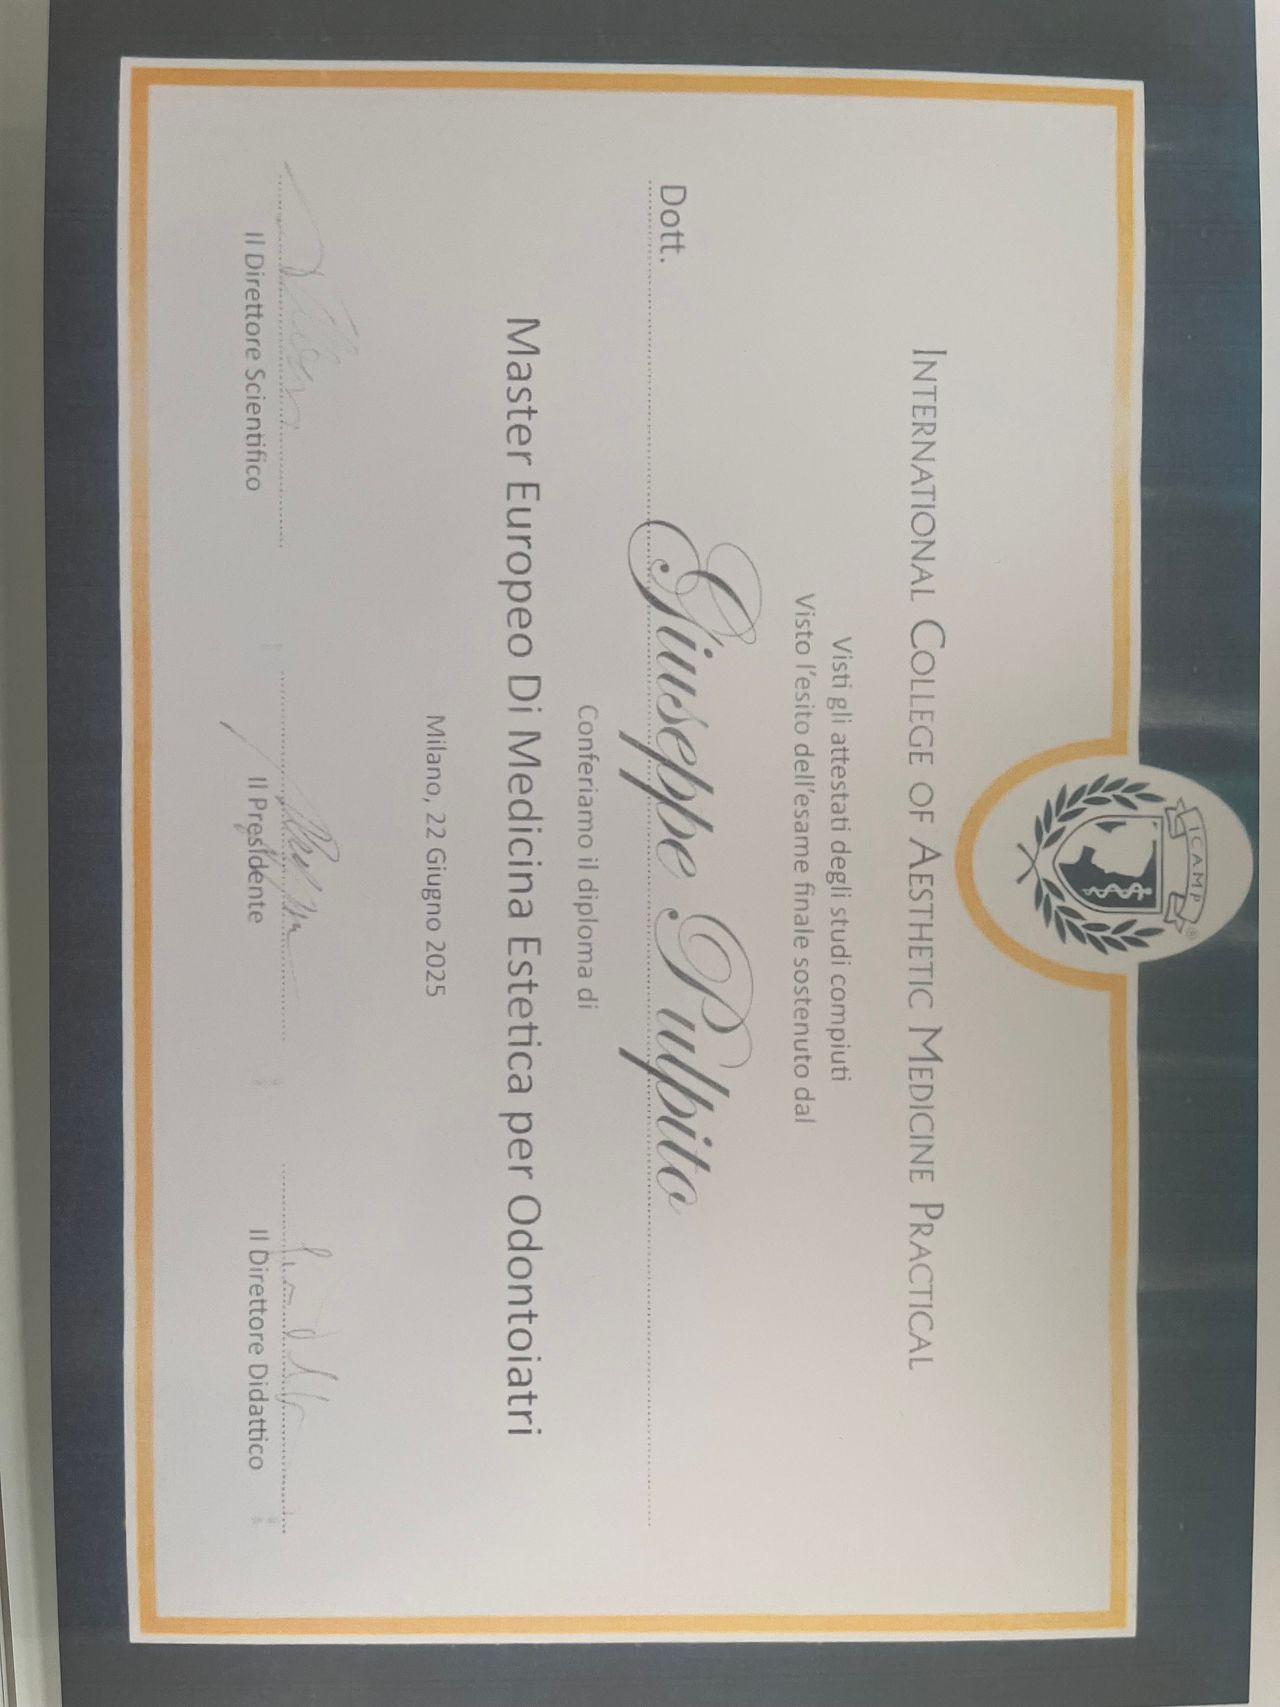 ICAMP®
INTERNATIONAL COLLEGE OF AESTHETIC MEDICINE PRACTICAL
Visti gli attestati degli studi compiuti
Visto l'esito dell'esame finale sostenuto dal
Dott. Giuseppe Pulpito
Conferiamo il diploma di
Master Europeo Di Medicina Estetica per Odontoiatri
Milano, 22 Giugno 2025
Il Direttore Scientifico
Il Presidente
Il Direttore Didattico